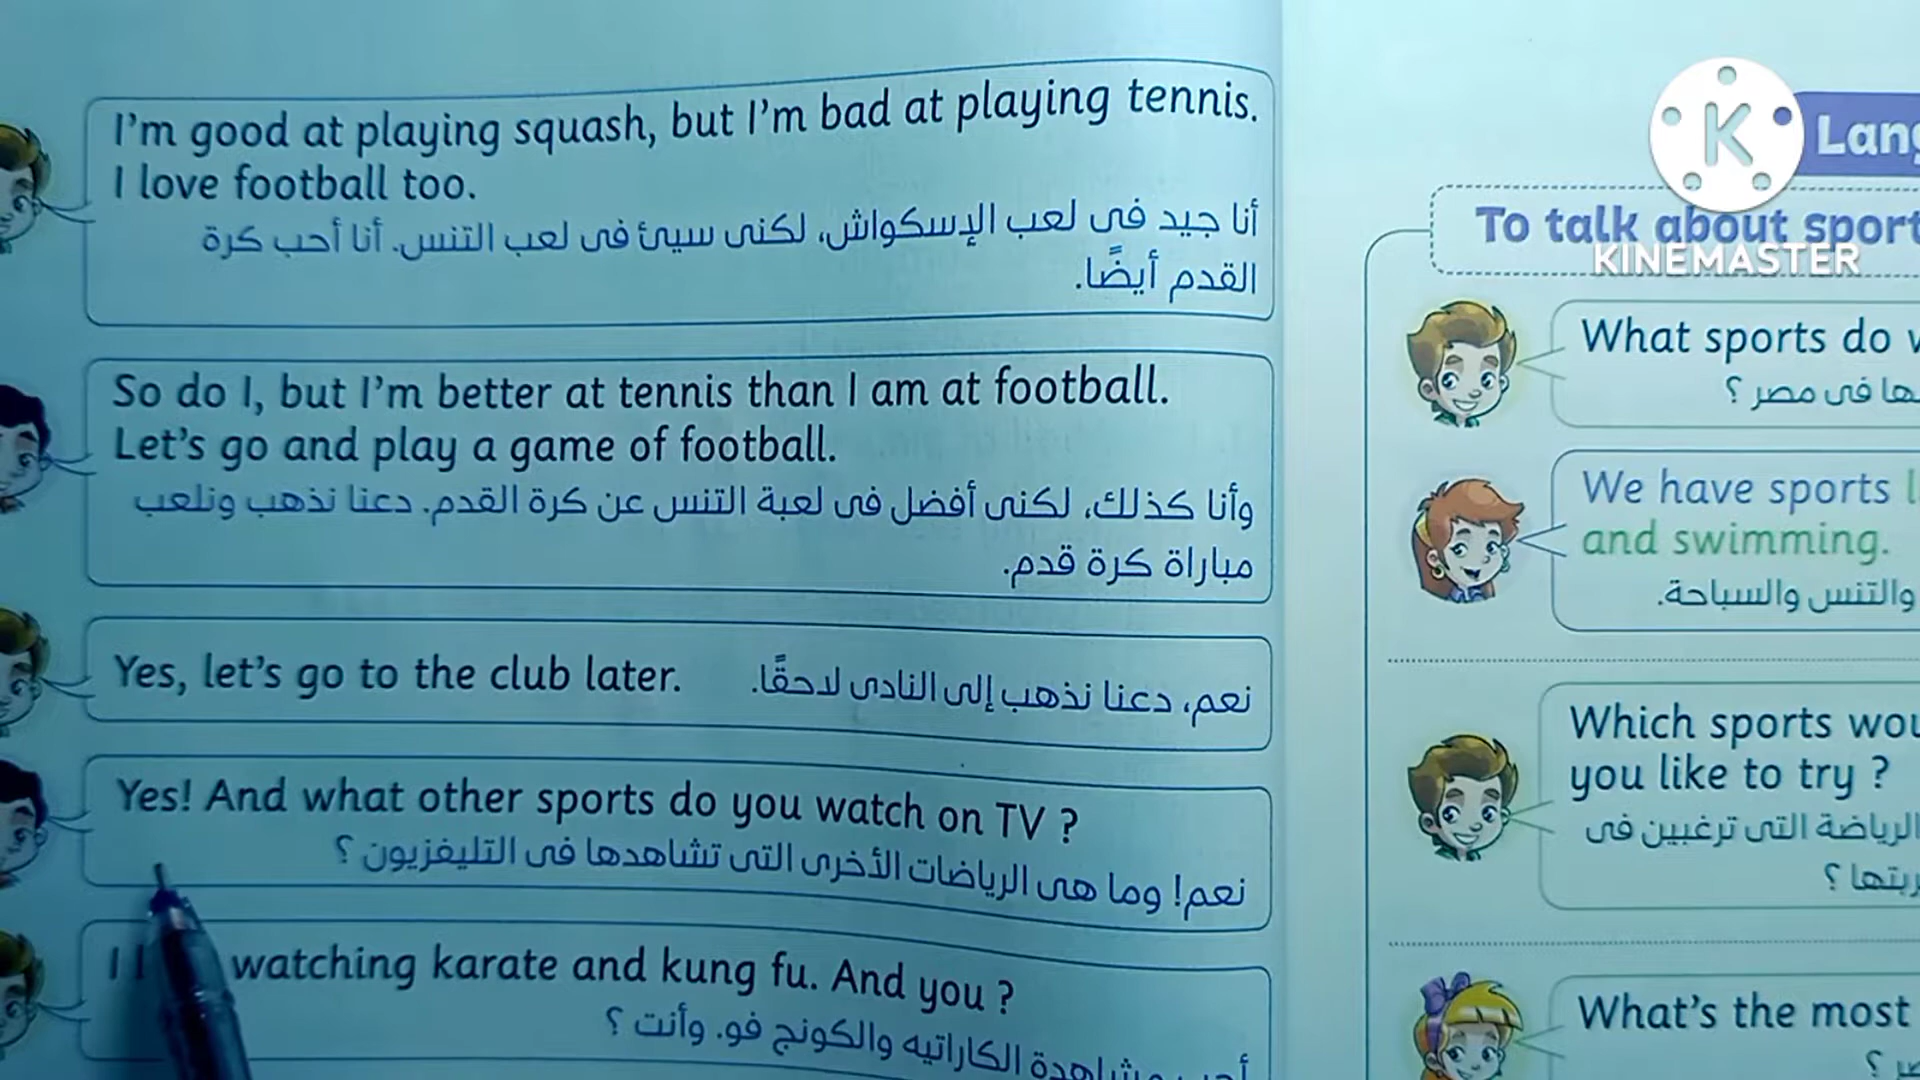 I'm good at playing squash, but I'm bad at playing tennis.
I love football too.
أنا جيد فى لعب الإسكواش، لكنى سيئ فى لعب التنس. أنا أحب كرة
القدم أيضًا.
So do I, but I'm better at tennis than I am at football.
Let's go and play a game of football.
وأنا كذلك، لكنى أفضل فى لعبة التنس عن كرة القدم. دعنا نذهب ونلعب
مباراة كرة قدم.
Yes, let's go to the club later.
نعم، دعنا نذهب إلى النادى لاحقًا.
Yes! And what other sports do you watch on TV ?
نعم! وما هى الرياضات الأخرى التى تشاهدها فى التليفزيون ؟
I watching karate and kung fu. And you ?
أحب مشاهدة الكاراتيه والكونج فو. وأنت ؟
K
KINEMASTER
Lang
To talk about sport
What sports do
فى مصر ؟
We have sports
and swimming.
والتنس والسباحة.
Which sports wou
you like to try ?
الرياضة التى ترغبين فى
؟
What's the most
؟